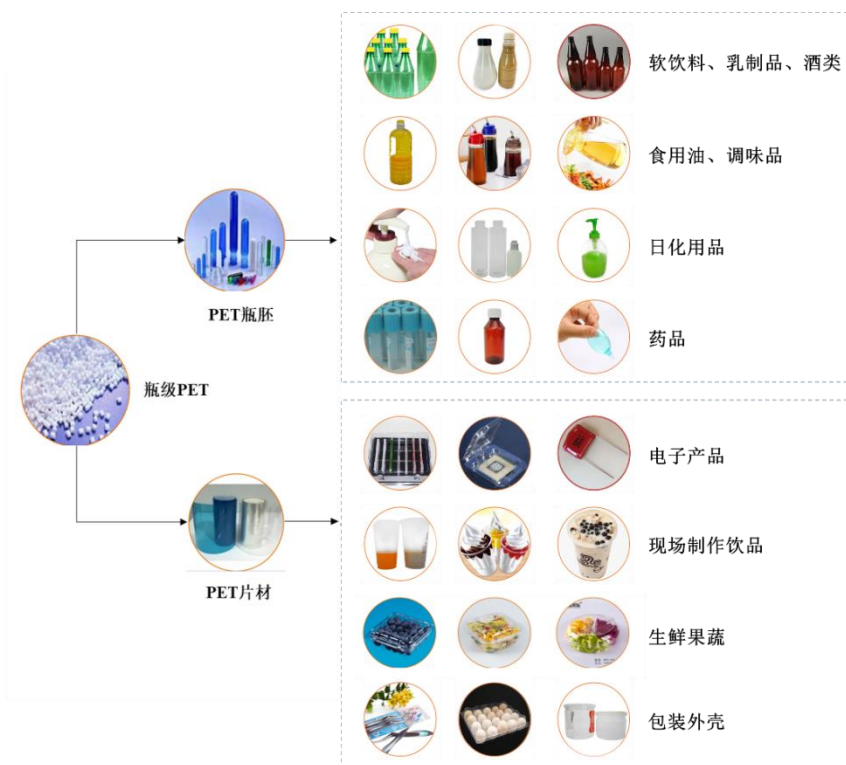 软饮料、乳制品、酒类
食用油、调味品
日化用品
药品
PET瓶胚
瓶级PET
PET片材
电子产品
现场制作饮品
生鲜果蔬
包装外壳